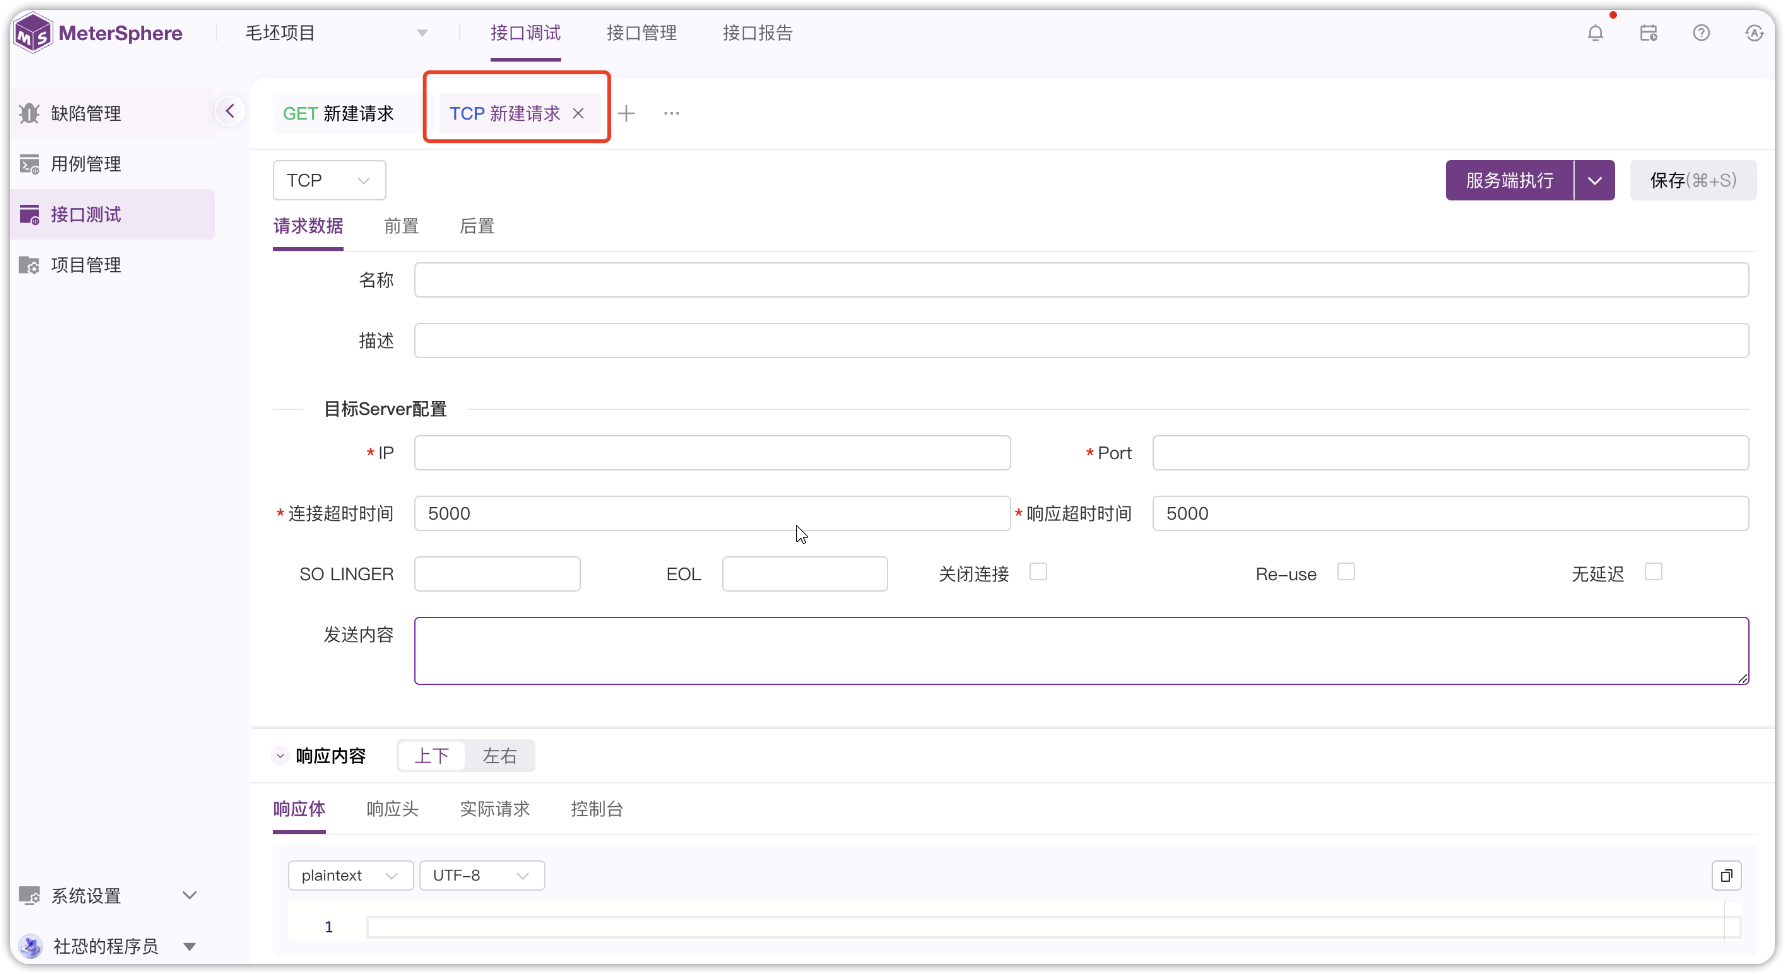 MS MeterSphere 毛坯项目 接口调试 接口管理 接口报告
缺陷管理
用例管理
接口测试
项目管理
GET 新建请求 TCP 新建请求
TCP 服务端执行 保存(⌘+S)
请求数据 前置 后置
名称
描述
目标Server配置
* IP * Port
* 连接超时时间 5000 * 响应超时时间 5000
SO LINGER EOL 关闭连接 Re-use 无延迟
发送内容
响应内容 上下 左右
响应体 响应头 实际请求 控制台
plaintext UTF-8
1
系统设置
社恐的程序员